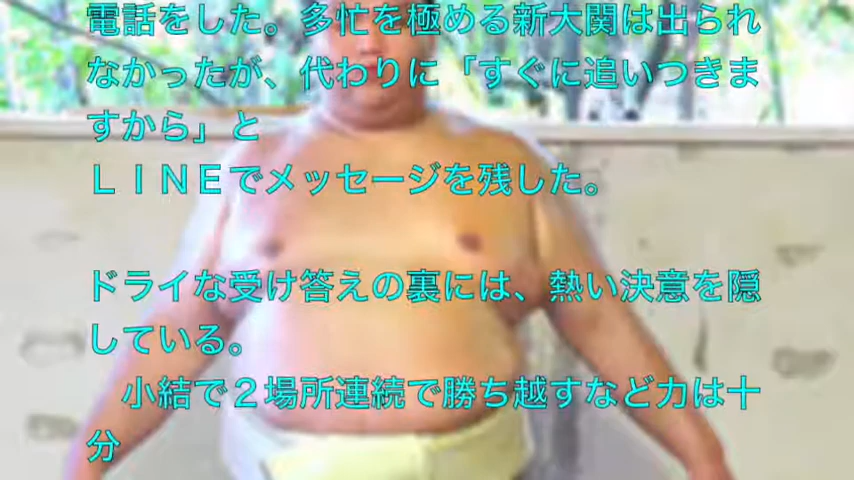 電話をした。多忙を極める新大関は出られ
なかったが、代わりに「すぐに追いつきま
すから」と
ＬＩＮＥでメッセージを残した。
ドライな受け答えの裏には、熱い決意を隠
している。
　小結で２場所連続で勝ち越すなど力は十
分